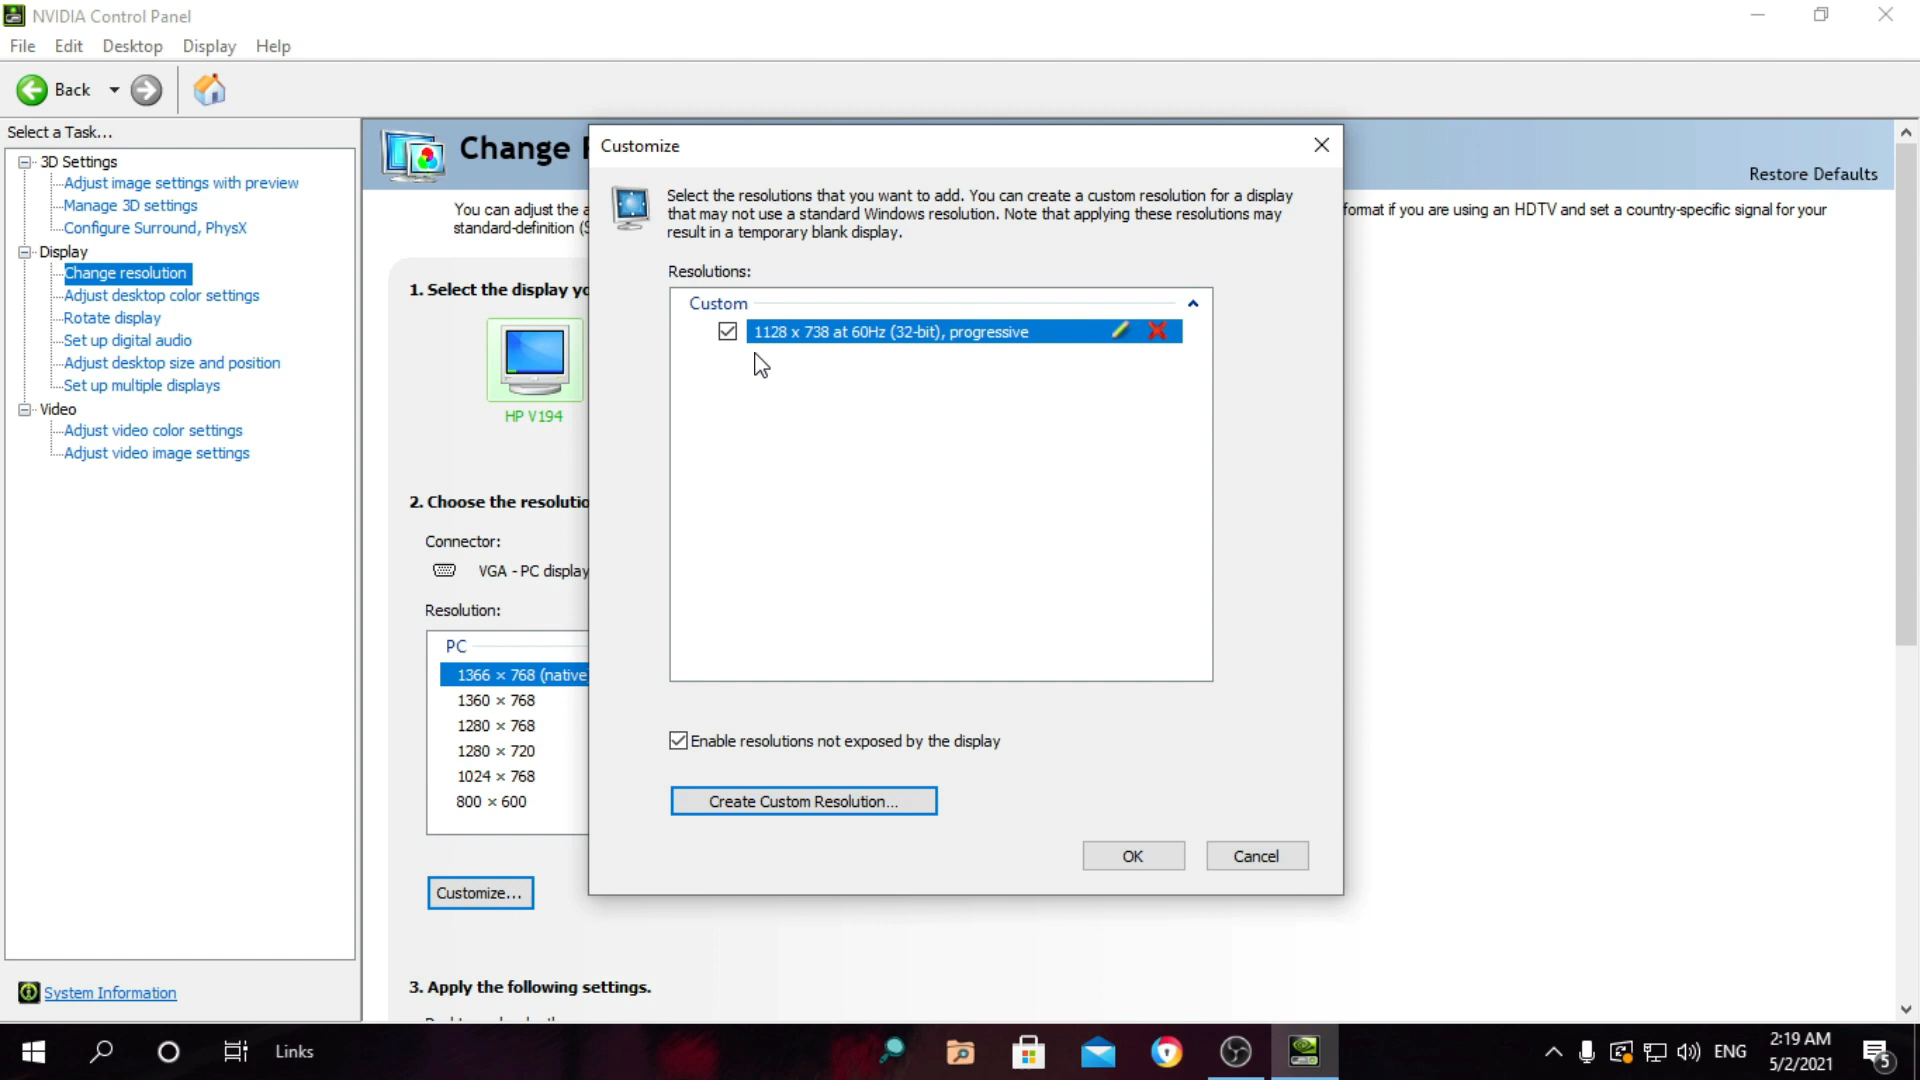 NVIDIA Control Panel
File Edit Desktop Display Help
Back
Select a Task...
3D Settings
Adjust image settings with preview
Manage 3D settings
Configure Surround, PhysX
Display
Change resolution
Adjust desktop color settings
Rotate display
Set up digital audio
Adjust desktop size and position
Set up multiple displays
Video
Adjust video color settings
Adjust video image settings
System Information
Change
Restore Defaults
You can adjust the
format if you are using an HDTV and set a country-specific signal for your
standard-definition
1. Select the display
HP V194
2. Choose the
Connector:
VGA - PC display
Resolution:
PC
1366 × 768 (native
1360 × 768
1280 × 768
1280 × 720
1024 × 768
800 × 600
Customize...
3. Apply the following settings.
Customize
Select the resolutions that you want to add. You can create a custom resolution for a display
that may not use a standard Windows resolution. Note that applying these resolutions may
result in a temporary blank display.
Resolutions:
Custom
1128 x 738 at 60Hz (32-bit), progressive
Enable resolutions not exposed by the display
Create Custom Resolution...
OK Cancel
Links
ENG
2:19 AM
5/2/2021
5